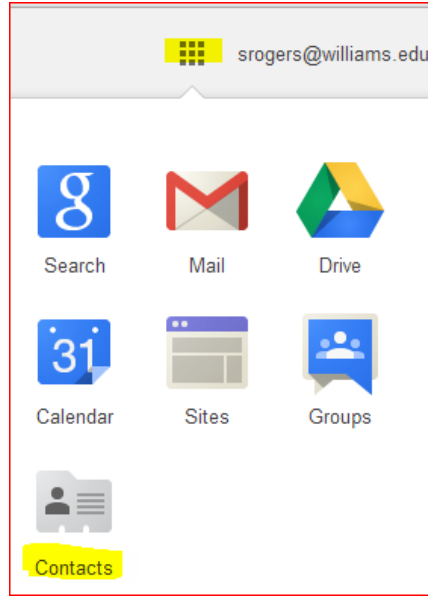 srogers@williams.edu
g
Search Mail Drive
31
Calendar Sites Groups
Contacts